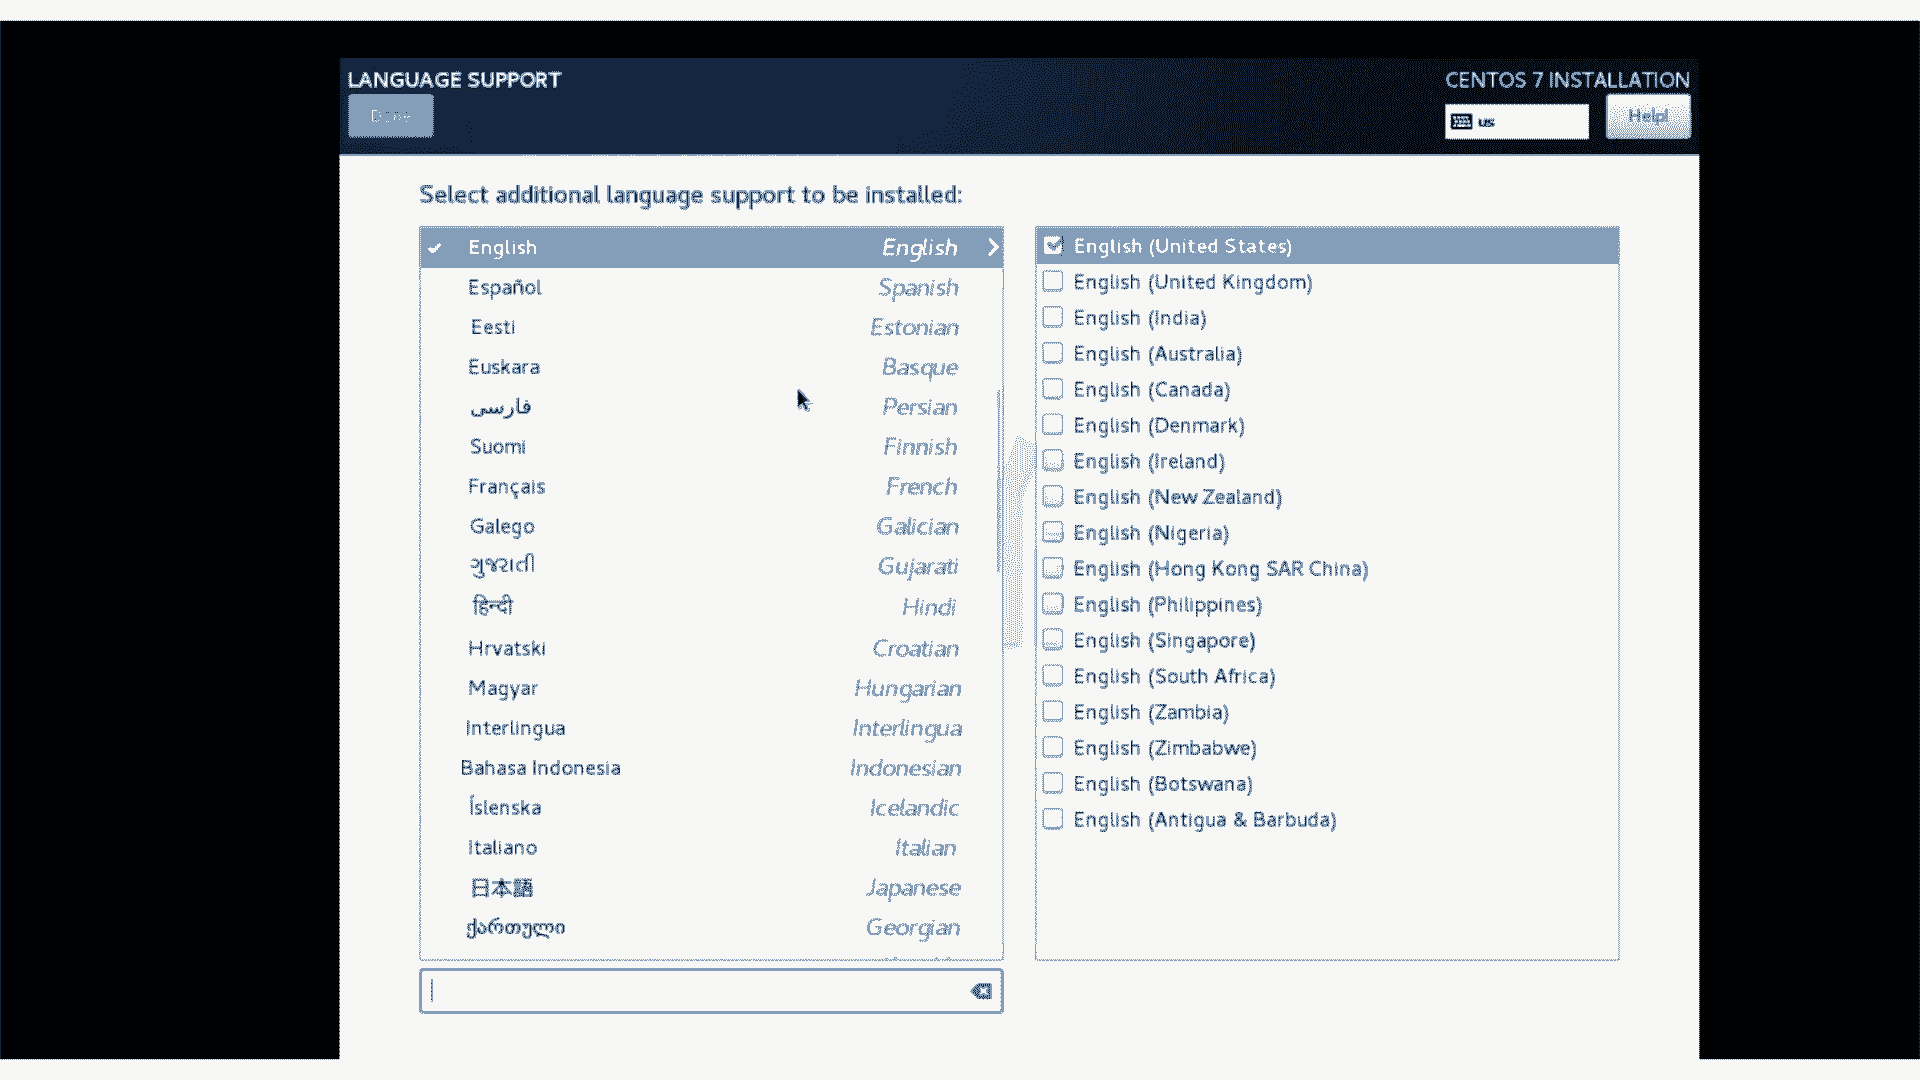 LANGUAGE SUPPORT
CENTOS 7 INSTALLATION
Done
us
Help!
Select additional language support to be installed:
English English
Español Spanish
Eesti Estonian
Euskara Basque
فارسی Persian
Suomi Finnish
Français French
Galego Galician
ગુજરાતી Gujarati
हिन्दी Hindi
Hrvatski Croatian
Magyar Hungarian
Interlingua Interlingua
Bahasa Indonesia Indonesian
Íslenska Icelandic
Italiano Italian
日本語 Japanese
ქართული Georgian
English (United States)
English (United Kingdom)
English (India)
English (Australia)
English (Canada)
English (Denmark)
English (Ireland)
English (New Zealand)
English (Nigeria)
English (Hong Kong SAR China)
English (Philippines)
English (Singapore)
English (South Africa)
English (Zambia)
English (Zimbabwe)
English (Botswana)
English (Antigua & Barbuda)